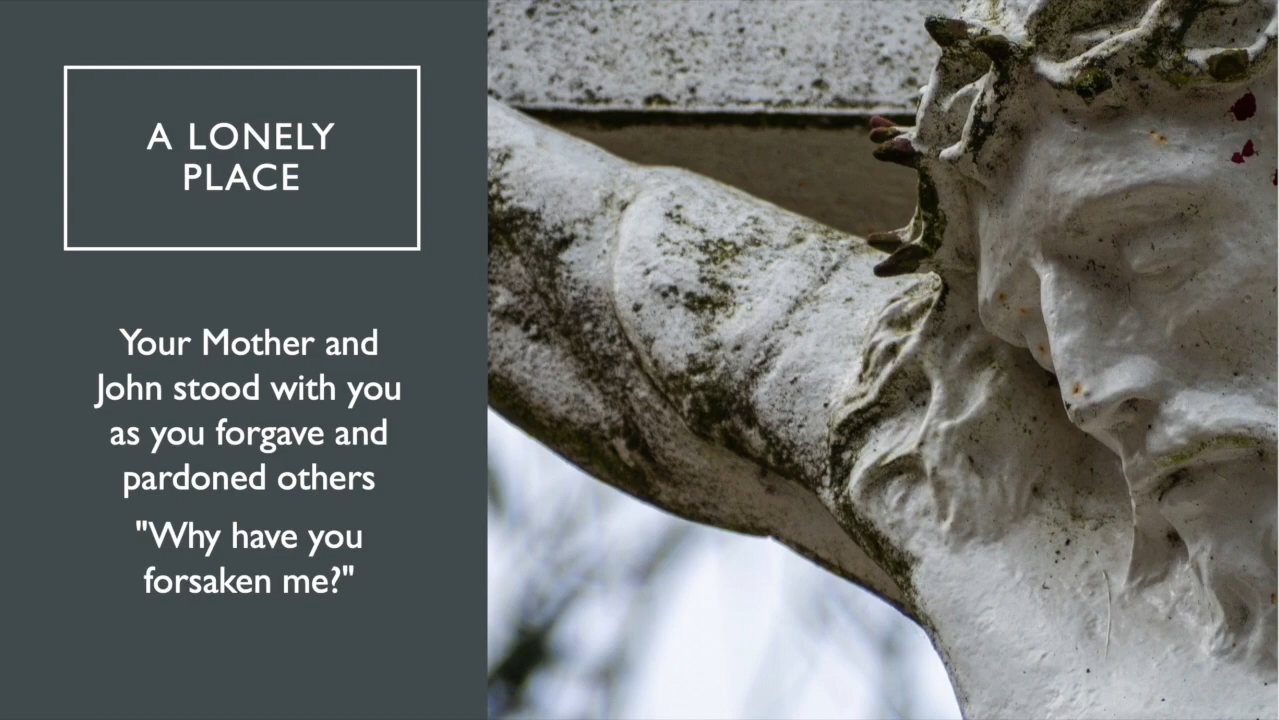 A LONELY
PLACE
Your Mother and
John stood with you
as you forgave and
pardoned others
"Why have you
forsaken me?"